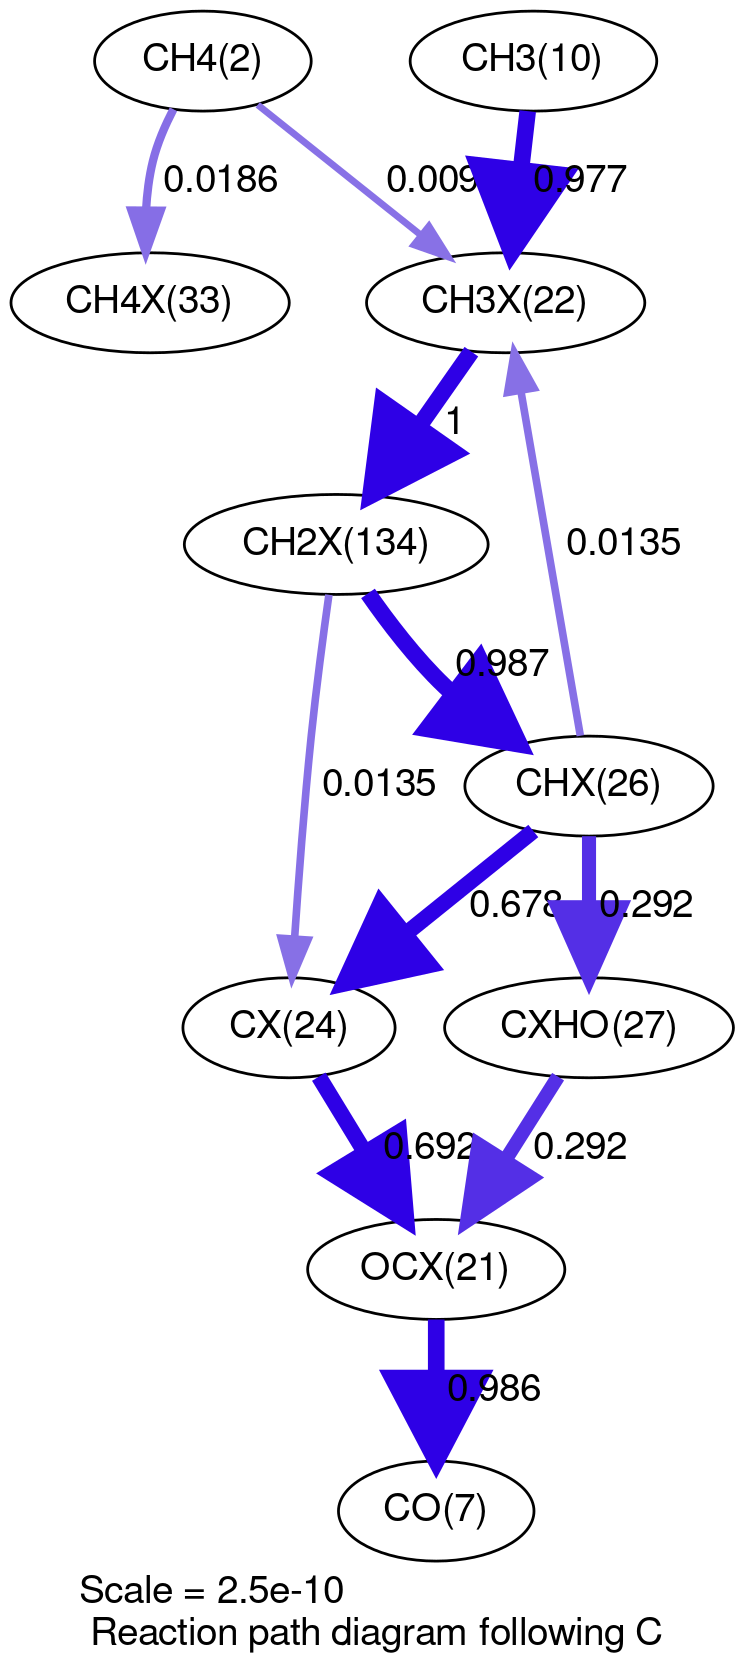 CH4(2)
CH3(10)
0.0186
0.009
0.977
CH4X(33)
CH3X(22)
1
CH2X(134)
0.0135
0.987
0.0135
CHX(26)
0.678
0.292
CX(24)
CXHO(27)
0.692
0.292
OCX(21)
0.986
CO(7)
Scale = 2.5e-10
Reaction path diagram following C